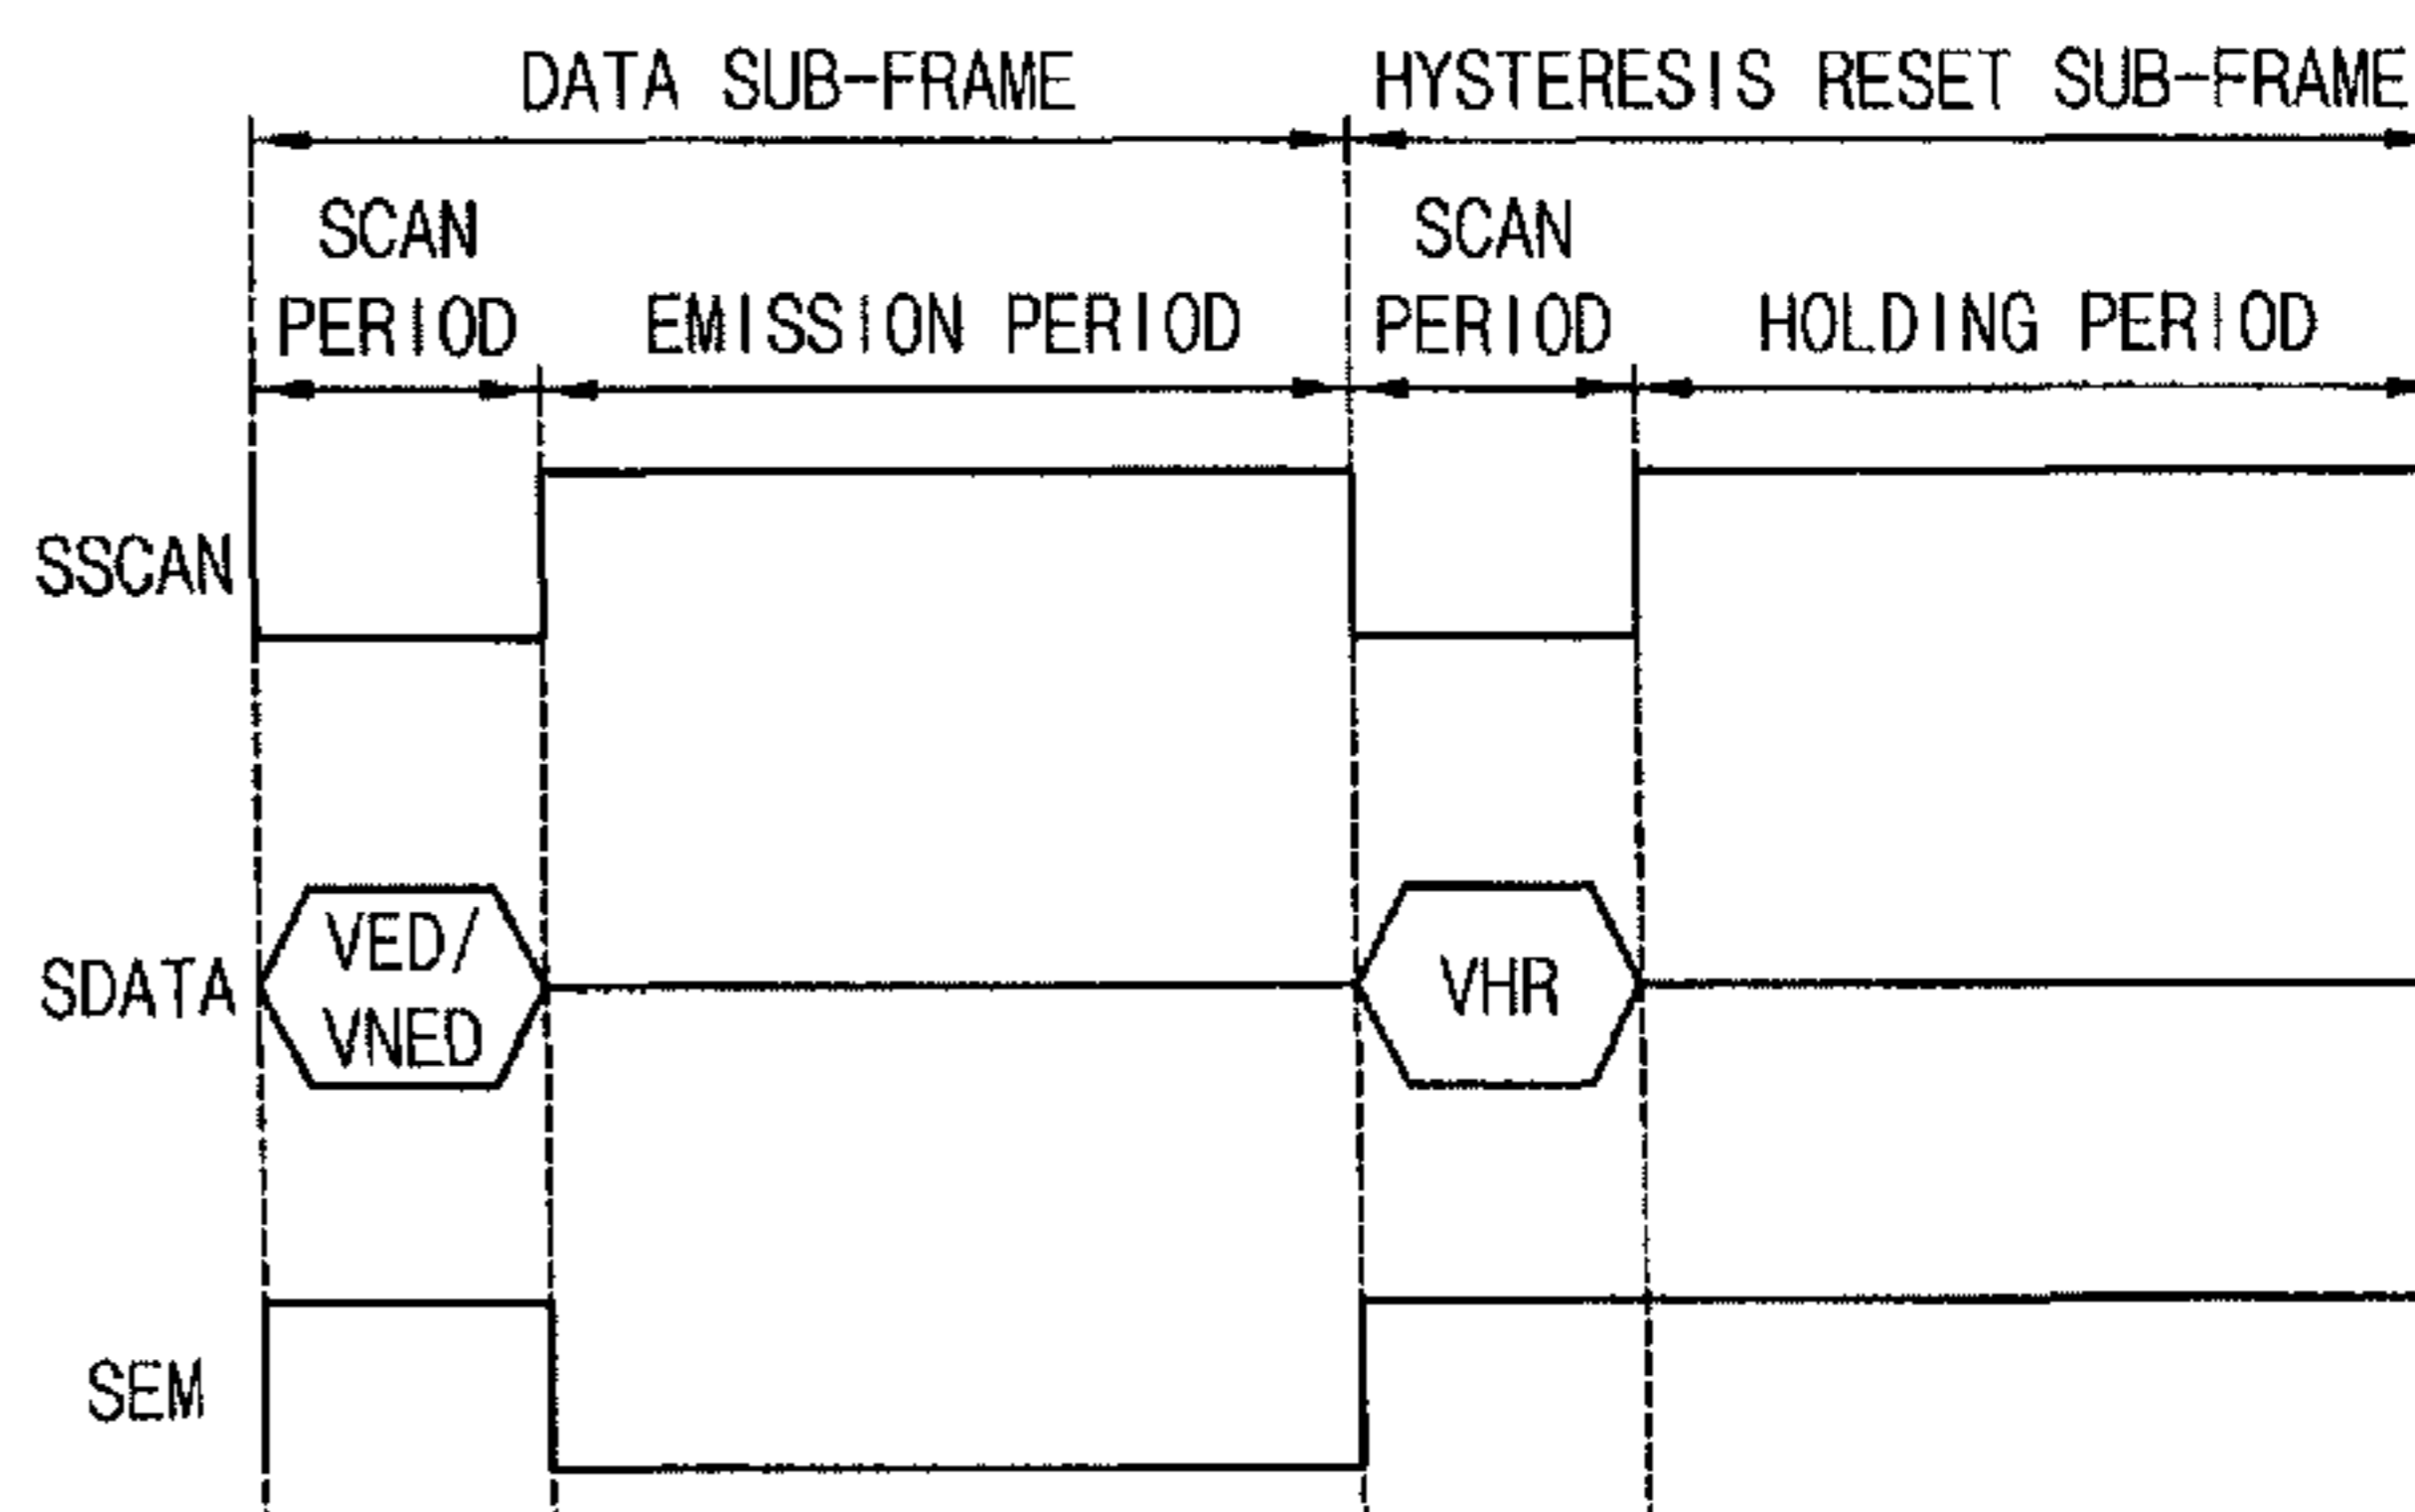 DATA SUB-FRAME
HYSTERESIS RESET SUB-FRAME
SCAN
PERIOD
EMISSION PERIOD
SCAN
PERIOD
HOLDING PERIOD
SSCAN
SDATA
VED/
VNED
VHR
SEM